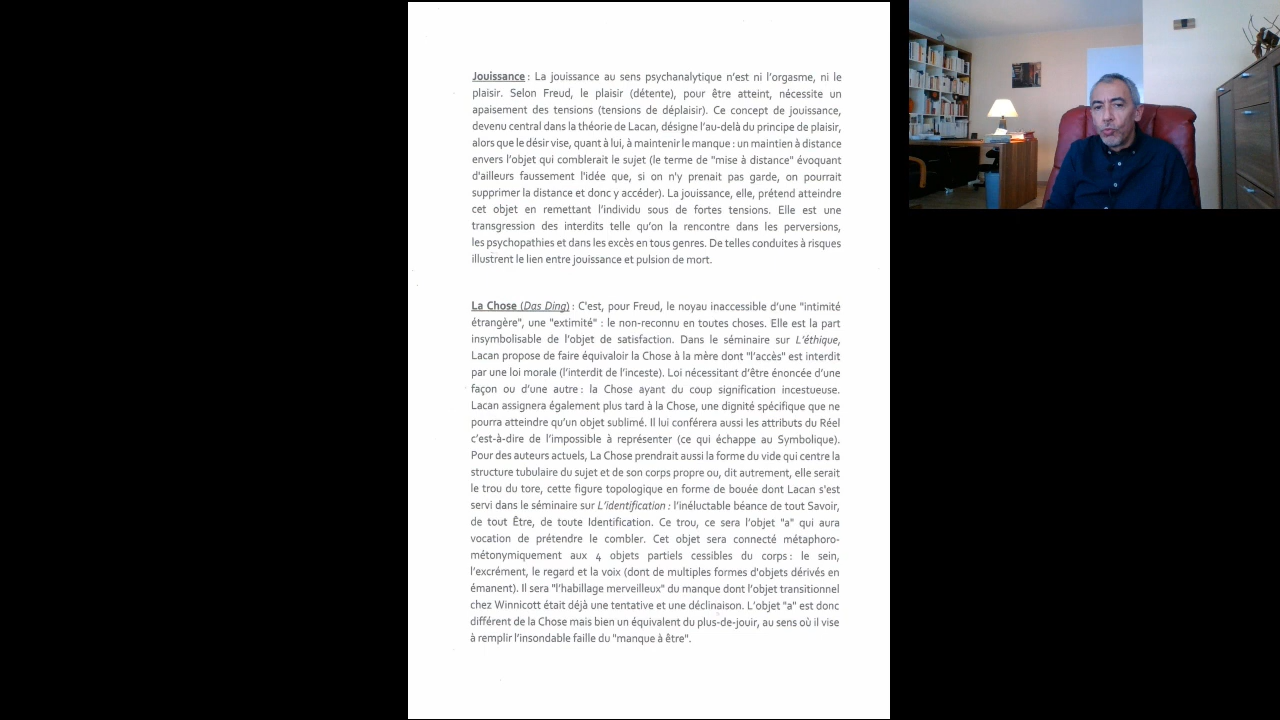 Jouissance : La jouissance au sens psychanalytique n'est ni l'orgasme, ni le
plaisir. Selon Freud, le plaisir (détente), pour être atteint, nécessite un
apaisement des tensions (tensions de déplaisir). Ce concept de jouissance,
devenu central dans la théorie de Lacan, désigne l'au-delà du principe de plaisir,
alors que le désir vise, quant à lui, à maintenir le manque : un maintien à distance
envers l'objet qui comblerait le sujet (le terme de "mise à distance" évoquant
d'ailleurs faussement l'idée que, si on n'y prenait pas garde, on pourrait
supprimer la distance et donc y accéder). La jouissance, elle, prétend atteindre
cet objet en remettant l'individu sous de fortes tensions. Elle est une
transgression des interdits telle qu'on la rencontre dans les perversions,
les psychopathies et dans les excès en tous genres. De telles conduites à risques
illustrent le lien entre jouissance et pulsion de mort.
La Chose (Das Ding) : C'est, pour Freud, le noyau inaccessible d'une "intimité
étrangère", une "extimité" : le non-reconnu en toutes choses. Elle est la part
insymbolisable de l'objet de satisfaction. Dans le séminaire sur L'éthique,
Lacan propose de faire équivaloir la Chose à la mère dont "l'accès" est interdit
par une loi morale (l'interdit de l'inceste). Loi nécessitant d'être énoncée d'une
façon ou d'une autre : la Chose ayant du coup signification incestueuse.
Lacan assignera également plus tard à la Chose, une dignité spécifique que ne
pourra atteindre qu'un objet sublimé. Il lui conférera aussi les attributs du Réel
c'est-à-dire de l'impossible à représenter (ce qui échappe au Symbolique).
Pour des auteurs actuels, La Chose prendrait aussi la forme du vide qui centre la
structure tubulaire du sujet et de son corps propre ou, dit autrement, elle serait
le trou du tore, cette figure topologique en forme de bouée dont Lacan s'est
servi dans le séminaire sur L'identification : l'inéluctable béance de tout Savoir,
de tout Être, de toute Identification. Ce trou, ce sera l'objet "a" qui aura
vocation de prétendre le combler. Cet objet sera connecté métaphoro-
métonymiquement aux 4 objets partiels cessibles du corps : le sein,
l'excrément, le regard et la voix (dont de multiples formes d'objets dérivés en
émanent). Il sera "l'habillage merveilleux" du manque dont l'objet transitionnel
chez Winnicott était déjà une tentative et une déclinaison. L'objet "a" est donc
différent de la Chose mais bien un équivalent du plus-de-jouir, au sens où il vise
à remplir l'insondable faille du "manque à être".